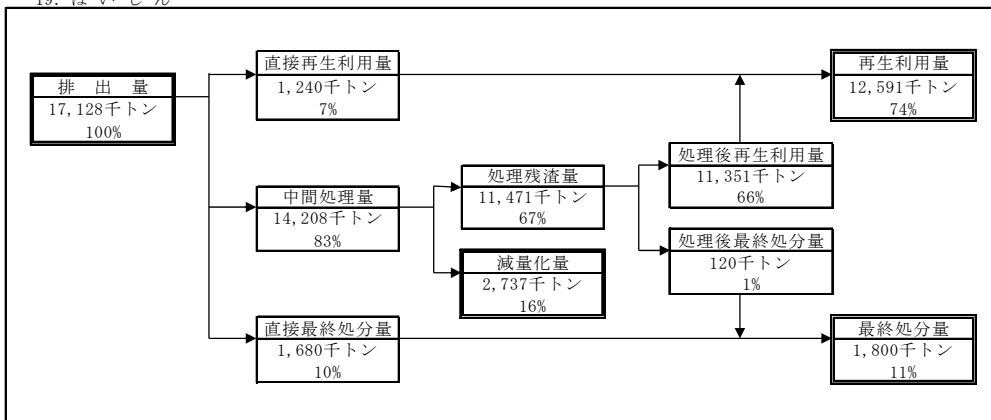 19. ばいじん
排出量
17,128千トン
100%
直接再生利用量
1,240千トン
7%
再生利用量
12,591千トン
74%
中間処理量
14,208千トン
83%
処理残渣量
11,471千トン
67%
処理後再生利用量
11,351千トン
66%
減量化量
2,737千トン
16%
処理後最終処分量
120千トン
1%
直接最終処分量
1,680千トン
10%
最終処分量
1,800千トン
11%